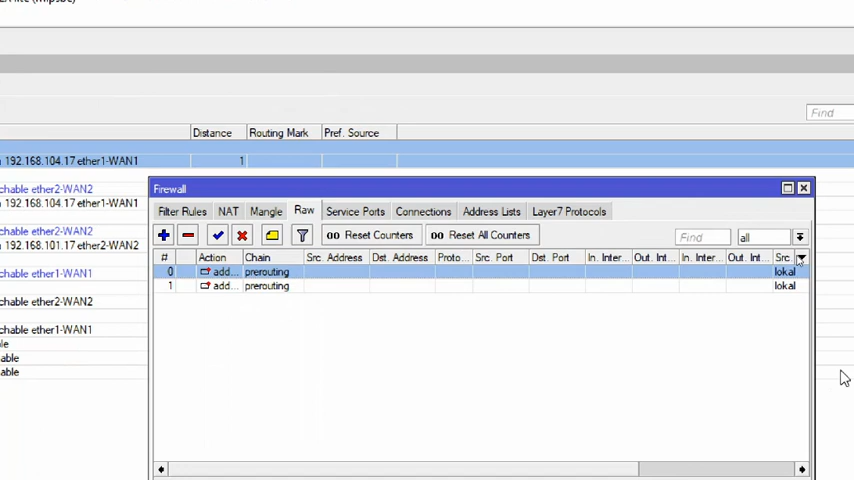 Find
Distance Routing Mark Pref. Source
192.168.104.17 ether1-WAN1 1
chable ether2-WAN2
192.168.104.17 ether1-WAN1
chable ether2-WAN2
192.168.101.17 ether2-WAN2
chable ether1-WAN1
chable ether2-WAN2
chable ether1-WAN1
le
able
able
Firewall
Filter Rules NAT Mangle Raw Service Ports Connections Address Lists Layer7 Protocols
00 Reset Counters 00 Reset All Counters Find all
# Action Chain Src. Address Dst. Address Proto... Src. Port Dst. Port In. Inter... Out. Int... In. Inter... Out. Int... Src.
0 add... prerouting lokal
1 add... prerouting lokal